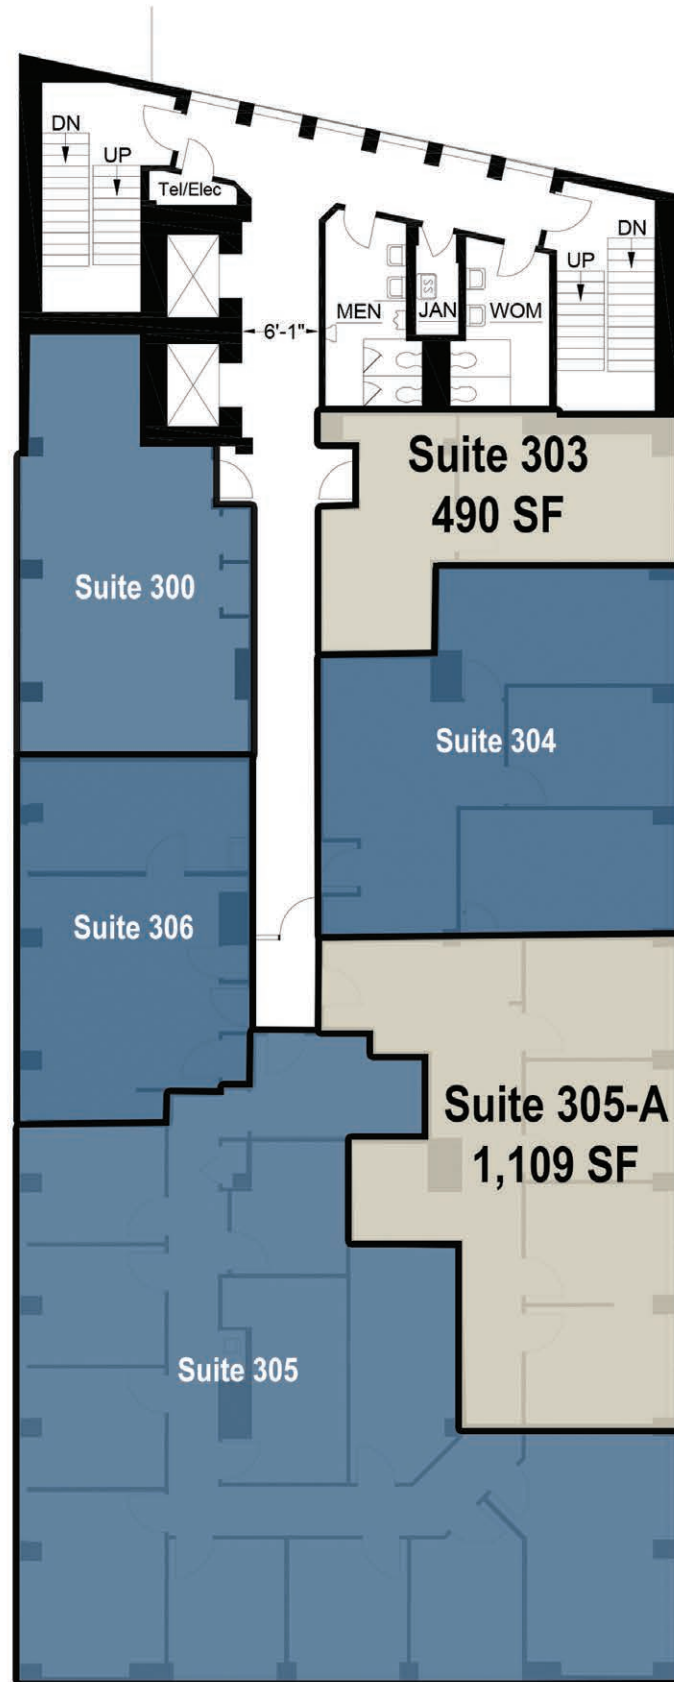 DN
UP
Tel/Elec
DN
UP
MEN
JAN
WOM
6'-1"
Suite 303
490 SF
Suite 300
Suite 304
Suite 306
Suite 305-A
1,109 SF
Suite 305